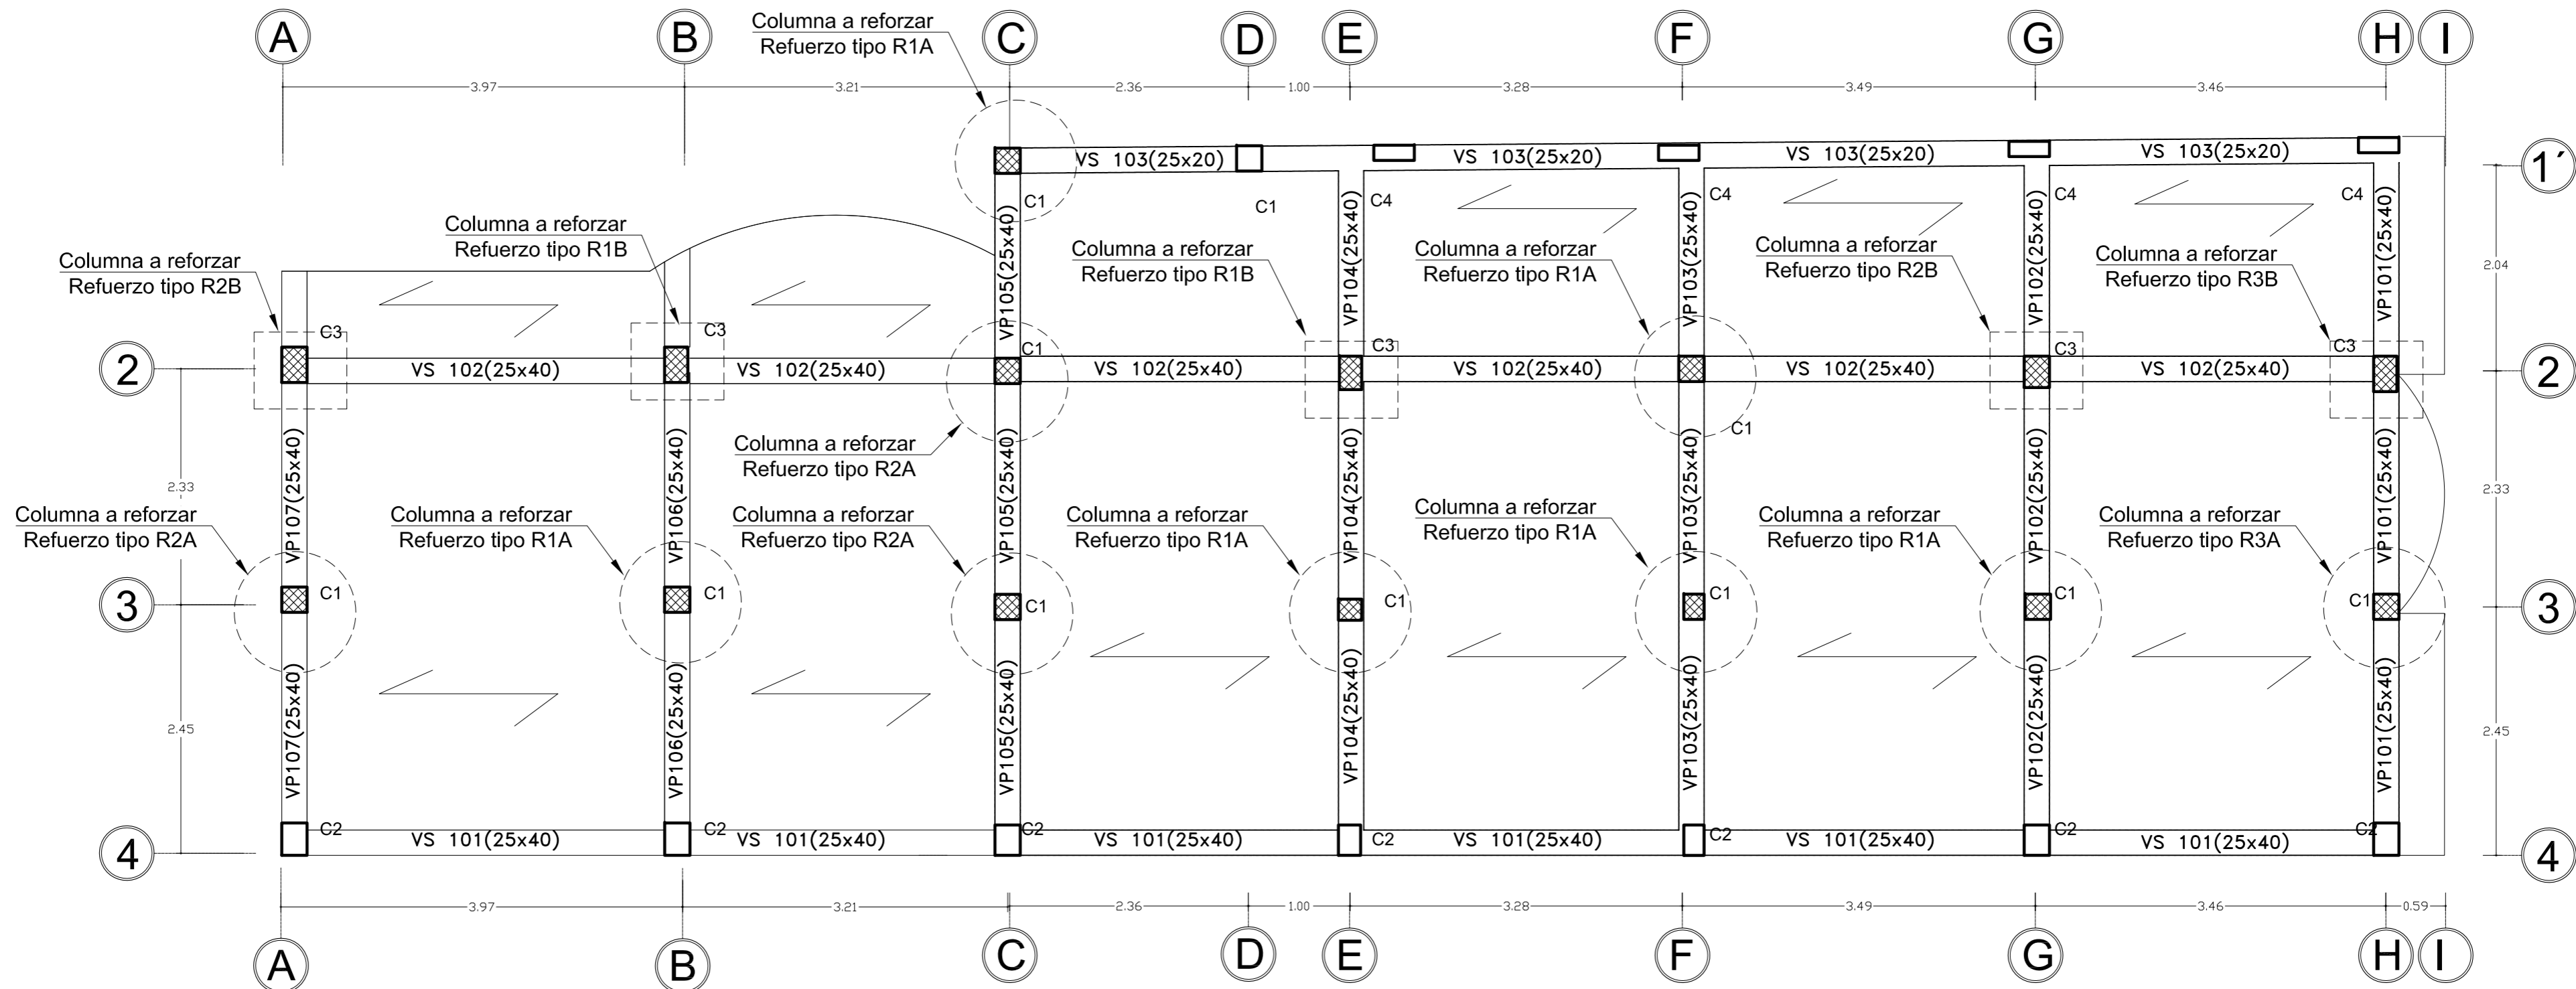 A
B
C
D
E
F
G
H
I
Columna a reforzar
Refuerzo tipo R1A
3.97
3.21
2.36
1.00
3.28
3.49
3.46
VS 103(25x20)
VS 103(25x20)
VS 103(25x20)
VS 103(25x20)
1´
C1
C1
C4
C4
C4
C4
VP105(25x40)
VP104(25x40)
VP103(25x40)
VP102(25x40)
VP101(25x40)
2.04
Columna a reforzar
Refuerzo tipo R2B
Columna a reforzar
Refuerzo tipo R1B
Columna a reforzar
Refuerzo tipo R1B
Columna a reforzar
Refuerzo tipo R1A
Columna a reforzar
Refuerzo tipo R2B
Columna a reforzar
Refuerzo tipo R3B
C3
C3
C1
C3
C3
C3
2
VS 102(25x40)
VS 102(25x40)
VS 102(25x40)
VS 102(25x40)
VS 102(25x40)
VS 102(25x40)
2
C1
Columna a reforzar
Refuerzo tipo R2A
2.33
VP107(25x40)
VP106(25x40)
VP105(25x40)
VP104(25x40)
VP103(25x40)
VP102(25x40)
VP101(25x40)
2.33
Columna a reforzar
Refuerzo tipo R2A
Columna a reforzar
Refuerzo tipo R1A
Columna a reforzar
Refuerzo tipo R2A
Columna a reforzar
Refuerzo tipo R1A
Columna a reforzar
Refuerzo tipo R1A
Columna a reforzar
Refuerzo tipo R1A
Columna a reforzar
Refuerzo tipo R3A
3
C1
C1
C1
C1
C1
C1
C1
3
2.45
VP107(25x40)
VP106(25x40)
VP105(25x40)
VP104(25x40)
VP103(25x40)
VP102(25x40)
VP101(25x40)
2.45
4
C2
VS 101(25x40)
C2
VS 101(25x40)
C2
VS 101(25x40)
C2
VS 101(25x40)
C2
VS 101(25x40)
C2
VS 101(25x40)
C2
4
3.97
3.21
2.36
1.00
3.28
3.49
3.46
0.59
A
B
C
D
E
F
G
H
I